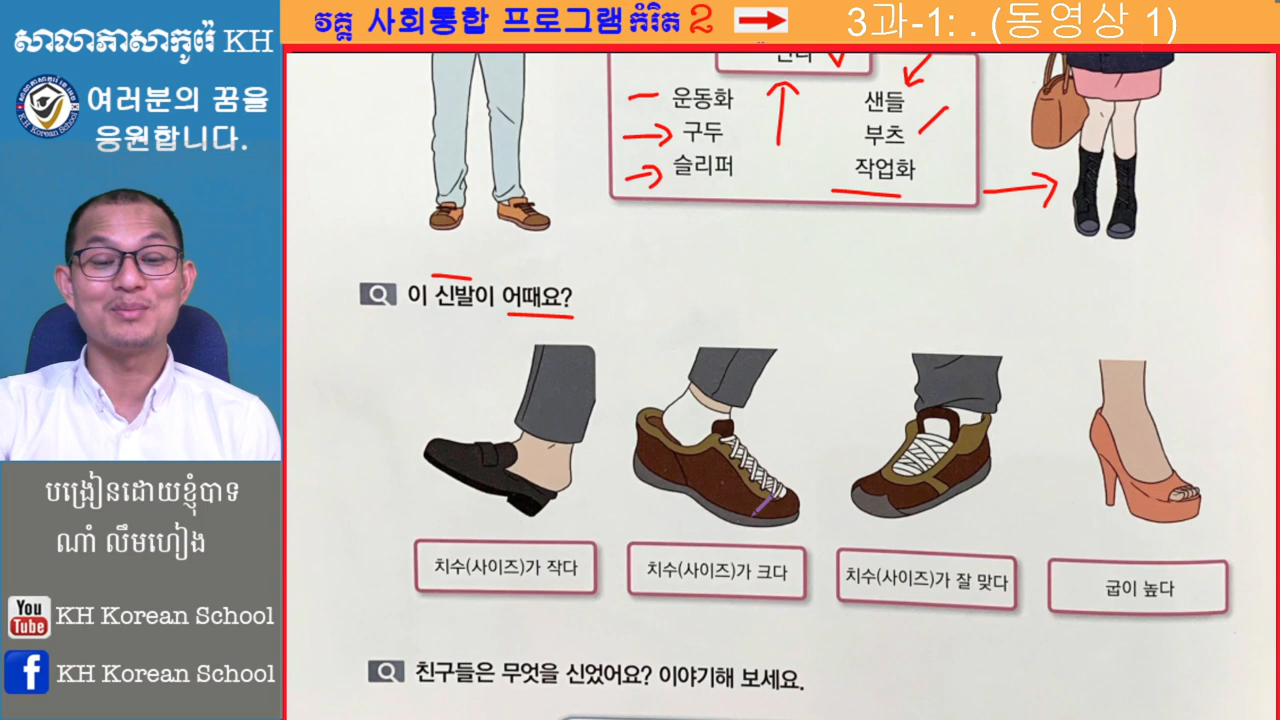 សាលាភាសាកូរ៉េ KH
여러분의 꿈을
응원합니다.
វគ្គ 사회통합 프로그램 កំរិត 2
3과-1: . (동영상 1)
운동화
샌들
구두
부츠
슬리퍼
작업화
Q 이 신발이 어때요?
치수(사이즈)가 작다
치수(사이즈)가 크다
치수(사이즈)가 잘 맞다
굽이 높다
Q 친구들은 무엇을 신었어요? 이야기해 보세요.
បង្រៀនដោយខ្ញុំបាទ
ណាំ លឹមហៀង
You Tube KH Korean School
f KH Korean School